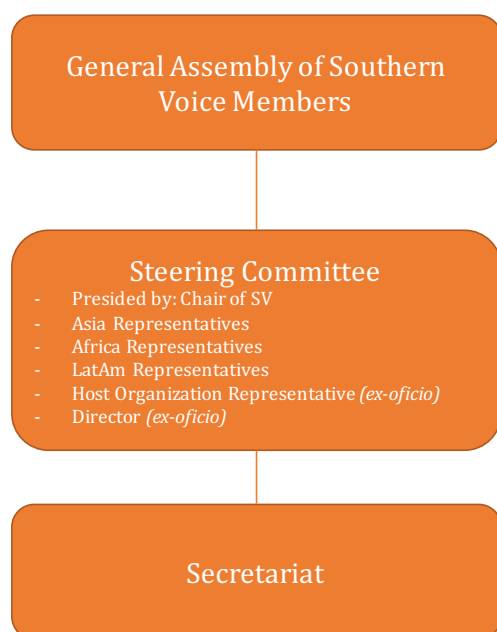 General Assembly of Southern
Voice Members
Steering Committee
- Presided by: Chair of SV
- Asia Representatives
- Africa Representatives
- LatAm Representatives
- Host Organization Representative (ex-oficio)
- Director (ex-oficio)
Secretariat